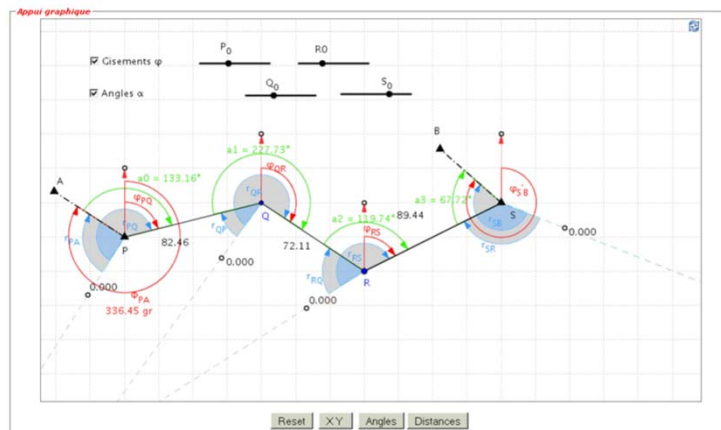 Appui graphique
Gisements φ
P0
R0
Angles α
Q0
S0
a1 = 227.73°
B
a0 = 133.16°
φQR
A
φPQ
rQR
a2 = 119.74°
89.44
a3 = 67.72°
φSB
rPQ
Q
rSB
S
rPA
P
82.46
rQP
72.11
φRS
rSR
0.000
rRS
0.000
rRQ
R
0.000
0.000
ΦPA
336.45 gr
Reset
XY
Angles
Distances